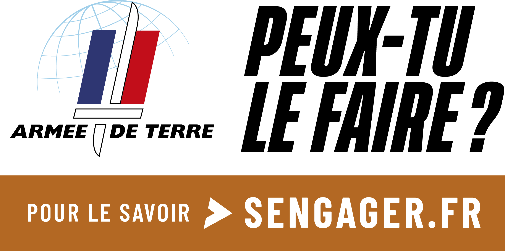 ARMEE DE TERRE
PEUX-TU
LE FAIRE ?
POUR LE SAVOIR SENGAGER.FR